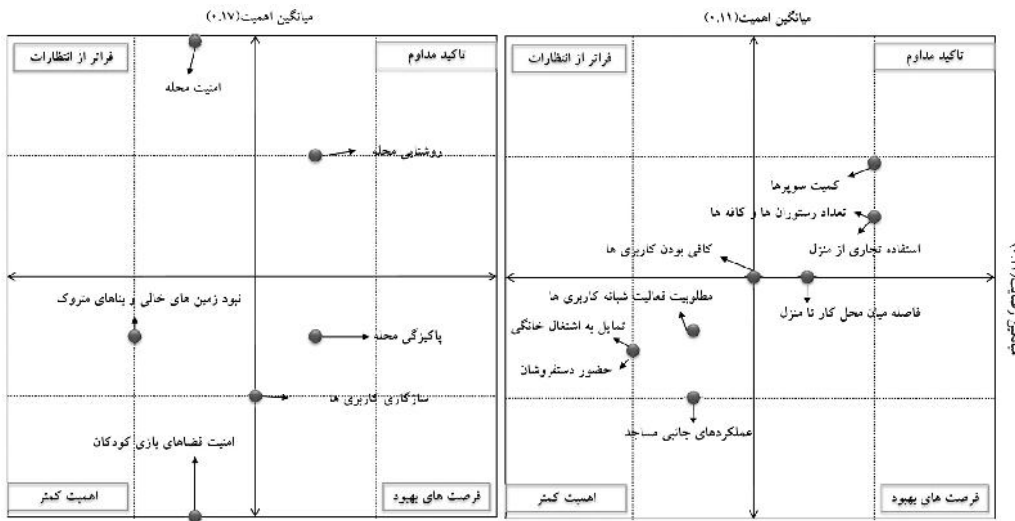 میانگین اهمیت(۰.۱۱)
تاکید مداوم
فراتر از انتظارات
کمیت سوپرها
تعداد رستوران ها و کافه ها
استفاده تجاری از منزل
کافی بودن کاربری ها
فاصله میان محل کار تا منزل
مطلوبیت فعالیت شبانه کاربری ها
تمایل به اشتغال خانگی
حضور دستفروشان
عملکردهای جانبی مساجد
فرصت های بهبود
اهمیت کمتر
میانگین رضایت
میانگین اهمیت(۰.۱۷)
تاکید مداوم
فراتر از انتظارات
امنیت محله
روشنایی محله
نبود زمین های خالی و بناهای متروک
پاکیزگی محله
سازگاری کاربری ها
امنیت فضاهای بازی کودکان
فرصت های بهبود
اهمیت کمتر